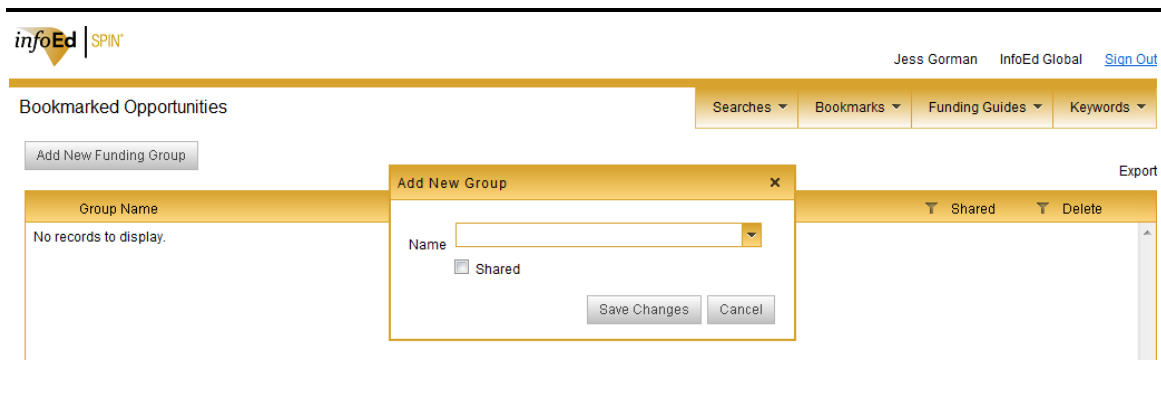 infoEd SPIN®
Jess Gorman InfoEd Global Sign Out
Bookmarked Opportunities Searches Bookmarks Funding Guides Keywords
Add New Funding Group
Export
Add New Group
Group Name Shared Delete
No records to display.
Name
Shared
Save Changes Cancel